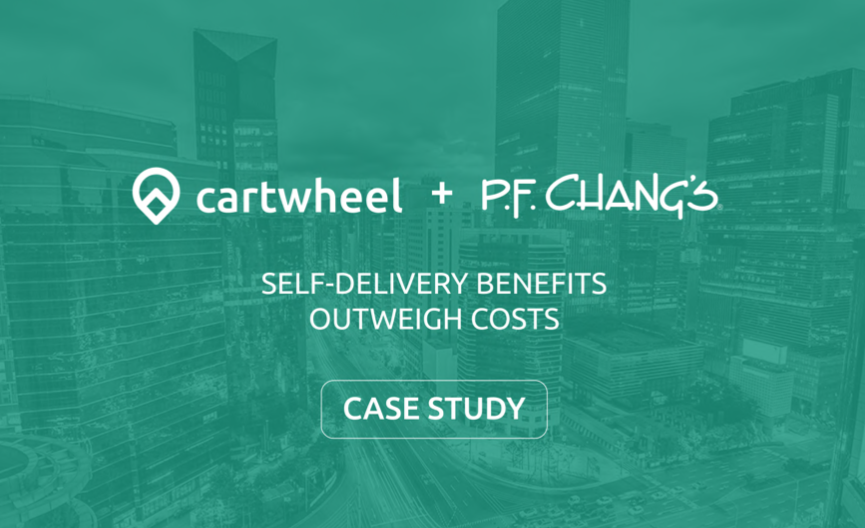 cartwheel + P.F. CHANG'S
SELF-DELIVERY BENEFITS
OUTWEIGH COSTS
CASE STUDY